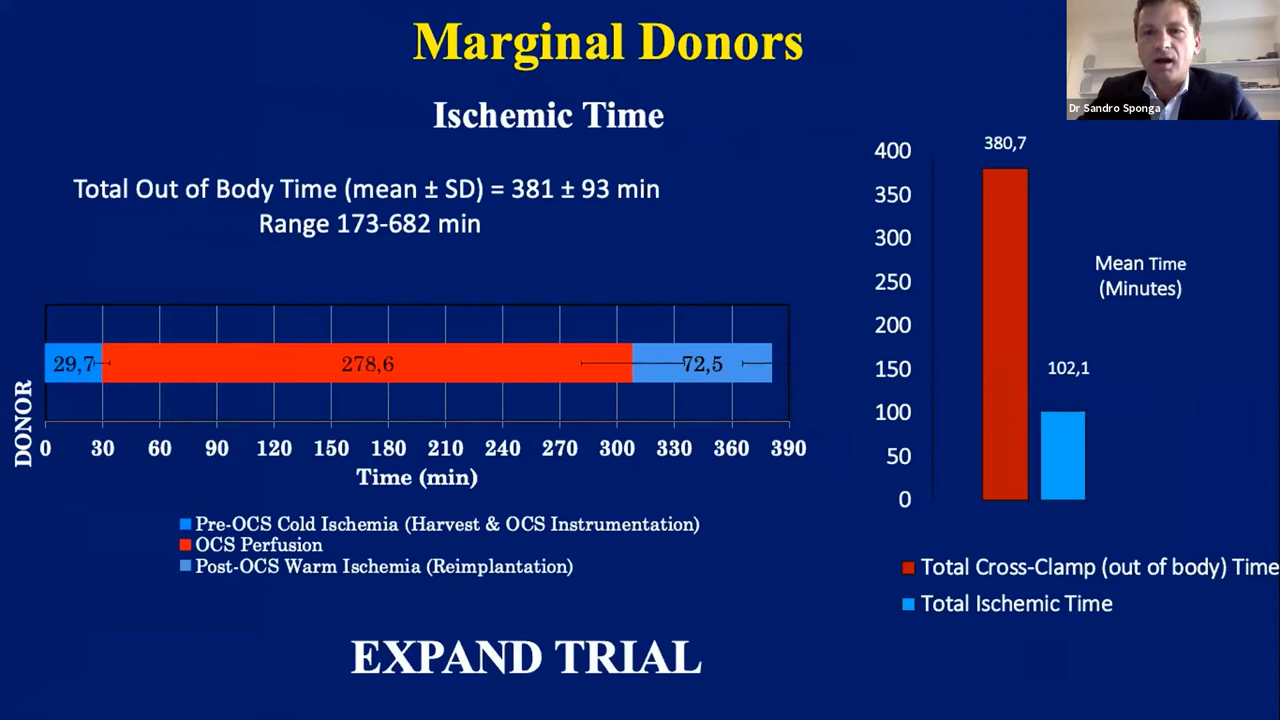 Marginal Donors
Dr Sandro Sponga
Ischemic Time
Total Out of Body Time (mean ± SD) = 381 ± 93 min
Range 173-682 min
29,7
278,6
72,5
DONOR
0 30 60 90 120 150 180 210 240 270 300 330 360 390
Time (min)
Pre-OCS Cold Ischemia (Harvest & OCS Instrumentation)
OCS Perfusion
Post-OCS Warm Ischemia (Reimplantation)
400
350
300
250
200
150
100
50
0
380,7
102,1
Mean Time
(Minutes)
Total Cross-Clamp (out of body) Time
Total Ischemic Time
EXPAND TRIAL